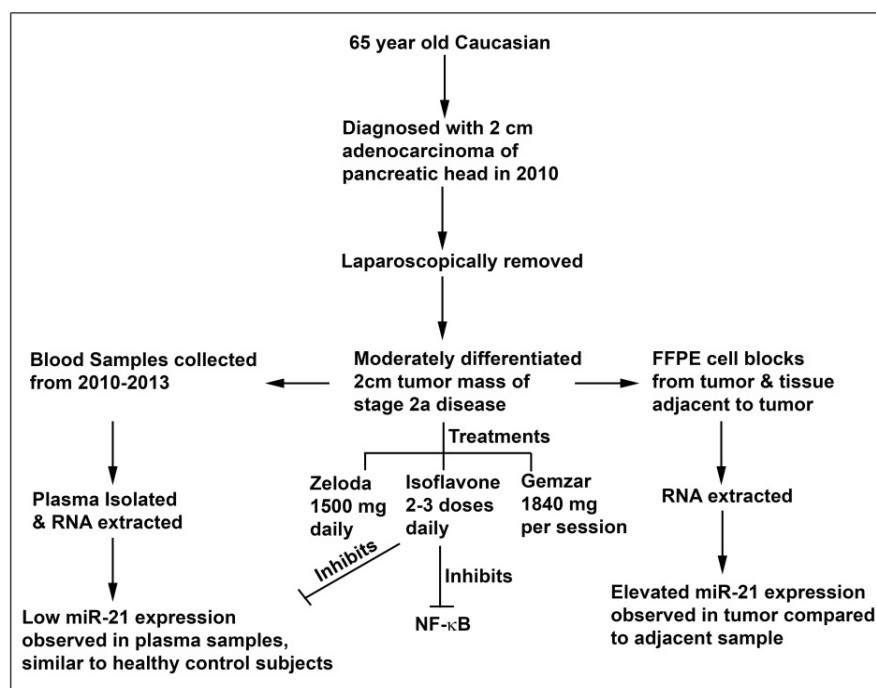 65 year old Caucasian
Diagnosed with 2 cm
adenocarcinoma of
pancreatic head in 2010
Laparoscopically removed
Blood Samples collected
from 2010-2013
Moderately differentiated
2cm tumor mass of
stage 2a disease
FFPE cell blocks
from tumor & tissue
adjacent to tumor
Treatments
Plasma Isolated
& RNA extracted
Zeloda
1500 mg
daily
Isoflavone
2-3 doses
daily
Gemzar
1840 mg
per session
RNA extracted
Inhibits
Inhibits
Low miR-21 expression
observed in plasma samples,
similar to healthy control subjects
NF-κB
Elevated miR-21 expression
observed in tumor compared
to adjacent sample